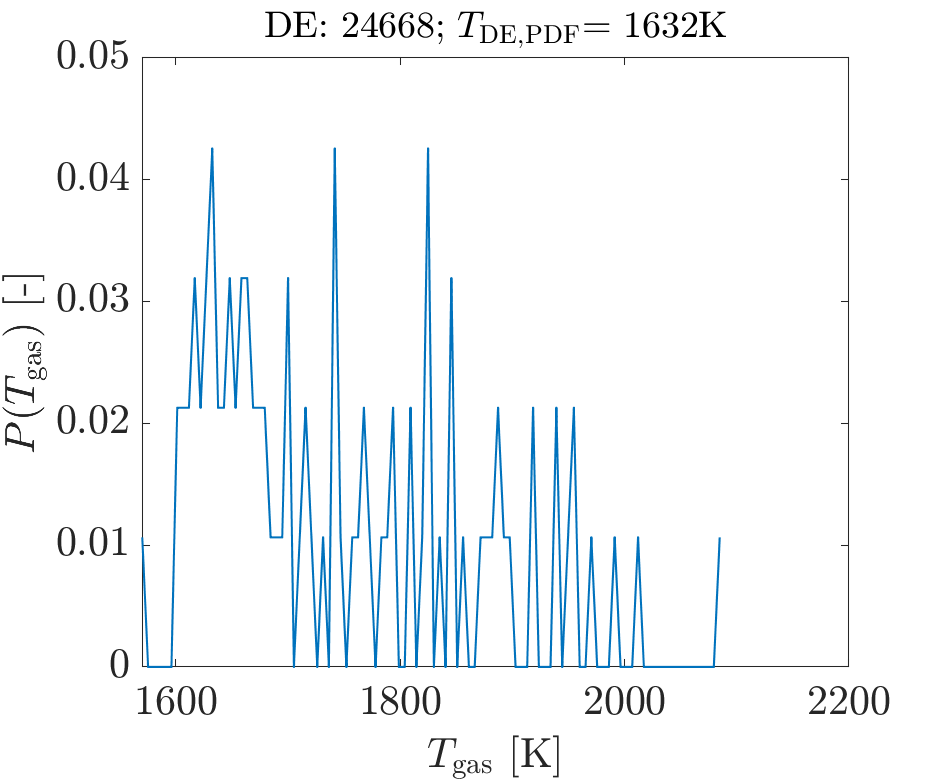 DE: 24668; T_DE,PDF= 1632K
0.05
0.04
0.03
0.02
0.01
0
P(T_gas) [-]
1600 1800 2000 2200
T_gas [K]